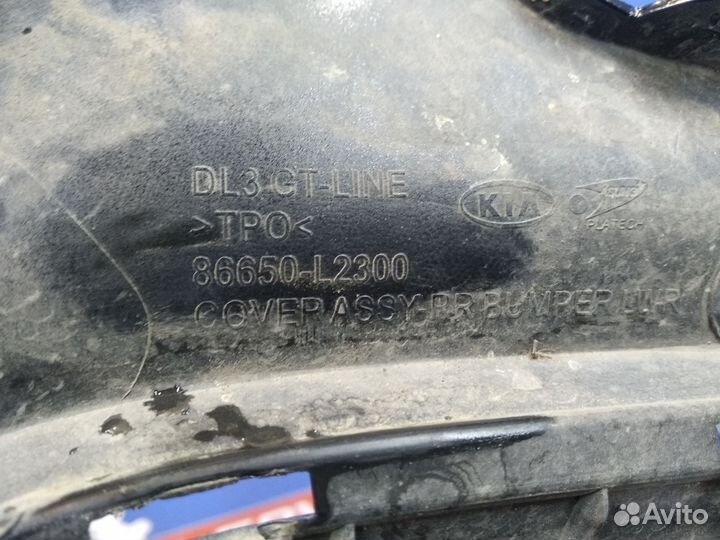 DL3 GT-LINE
>TPO<
86650-L2300
COVER ASSY-RR BUMPER LWR
KIA
PLATECH
Avito